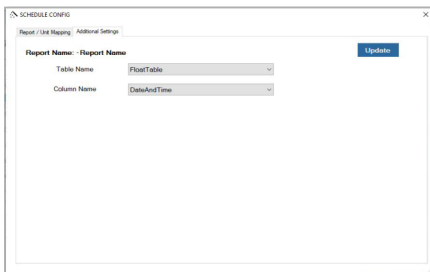 SCHEDULE CONFIG
Report / Unit Mapping Additional Settings
Report Name: - Report Name Update
Table Name FloatTable
Column Name DateAndTime